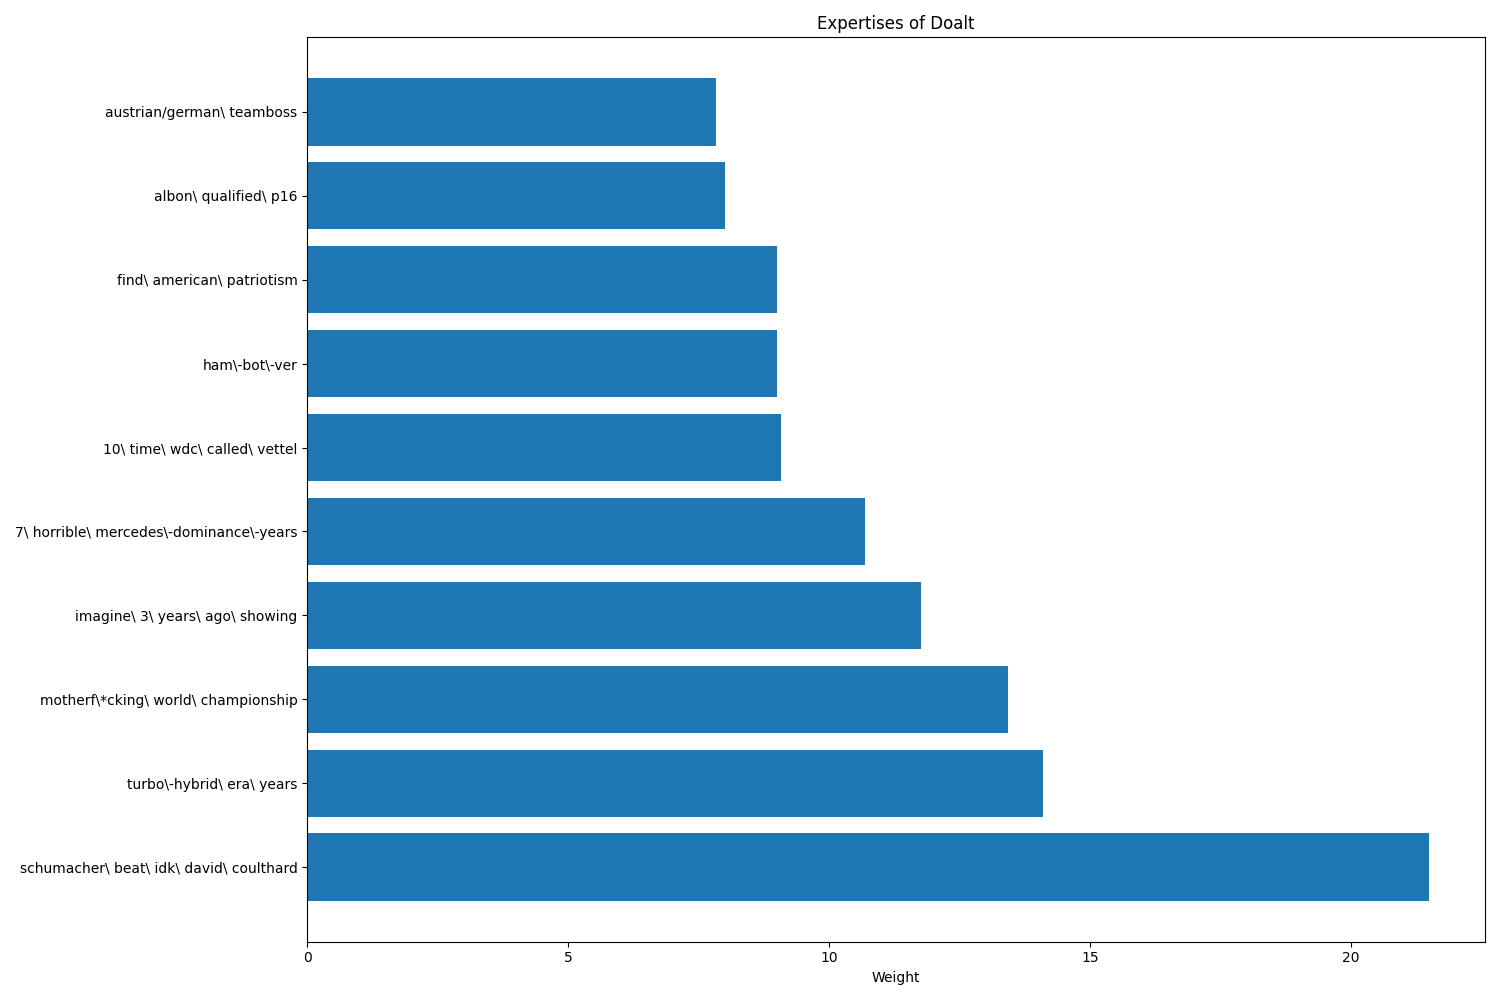 Expertises of Doalt
austrian/german\ teamboss
albon\ qualified\ p16
find\ american\ patriotism
ham\-bot\-ver
10\ time\ wdc\ called\ vettel
7\ horrible\ mercedes\-dominance\-years
imagine\ 3\ years\ ago\ showing
motherf\*cking\ world\ championship
turbo\-hybrid\ era\ years
schumacher\ beat\ idk\ david\ coulthard
0 5 10 15 20
Weight